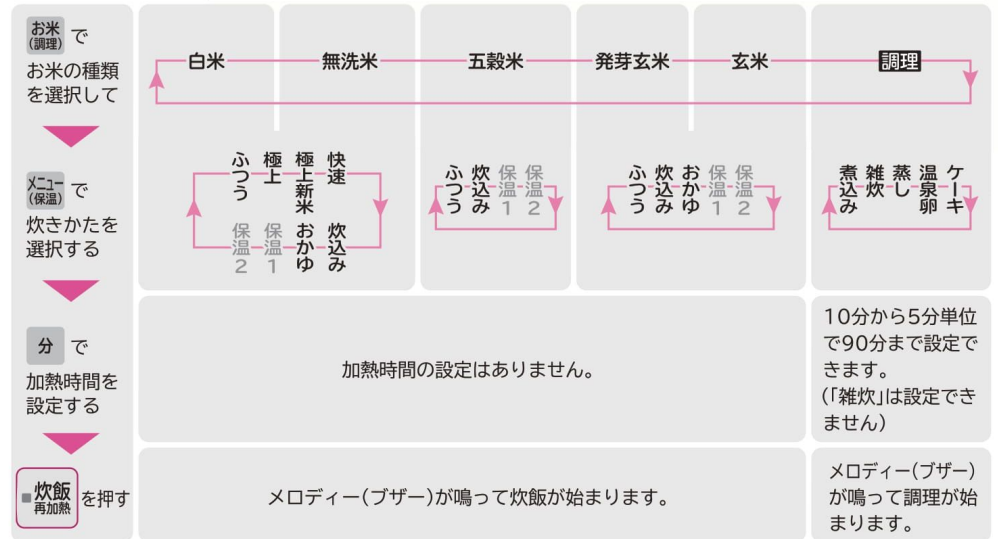 お米
(調理)
で
お米の種類
を選択して
白米
無洗米
五穀米
発芽玄米
玄米
調理
メニュー
(保温)
で
炊きかたを
選択する
ふつう
極上
極上新米
快速
炊込み
おかゆ
保温1
保温2
ふつう
炊込み
保温1
保温2
ふつう
炊込み
おかゆ
保温1
保温2
煮込み
雑炊
蒸し
温泉卵
ケーキ
分
で
加熱時間を
設定する
加熱時間の設定はありません。
10分から5分単位
で90分まで設定で
きます。
(「雑炊」は設定でき
ません)
炊飯
再加熱
を押す
メロディー(ブザー)が鳴って炊飯が始まります。
メロディー(ブザー)
が鳴って調理が始
まります。